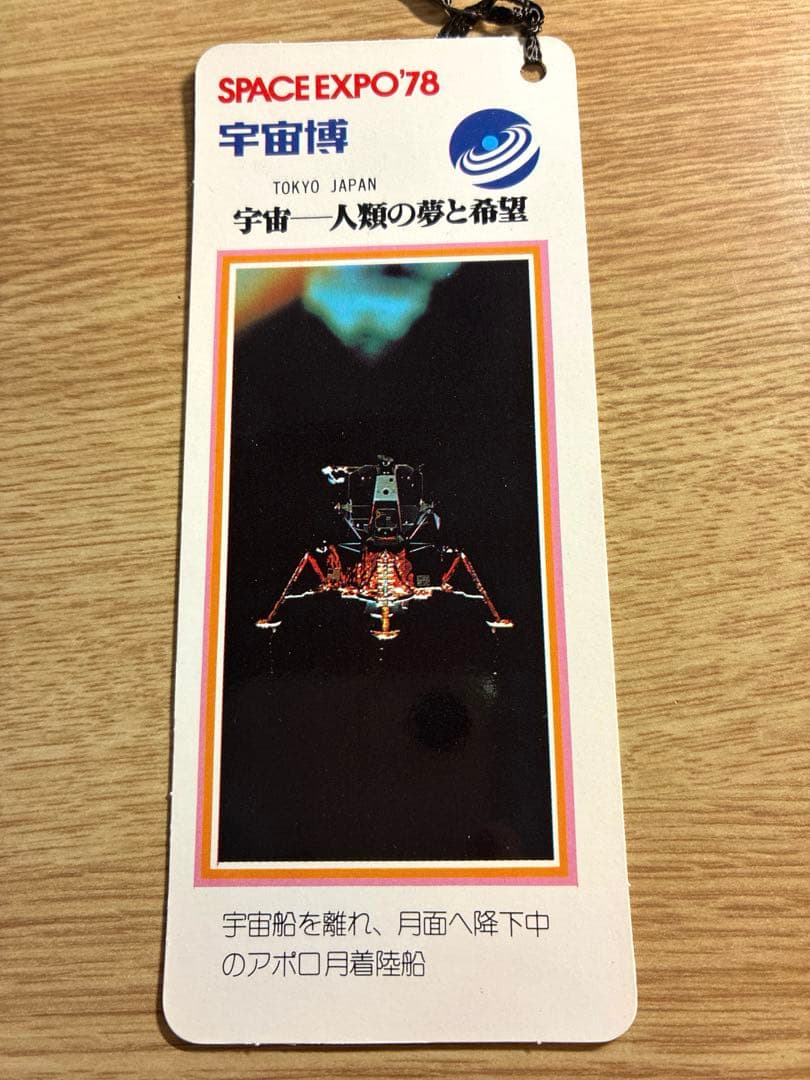 SPACE EXPO'78
宇宙博
TOKYO JAPAN
宇宙──人類の夢と希望
宇宙船を離れ、月面へ降下中
のアポロ月着陸船